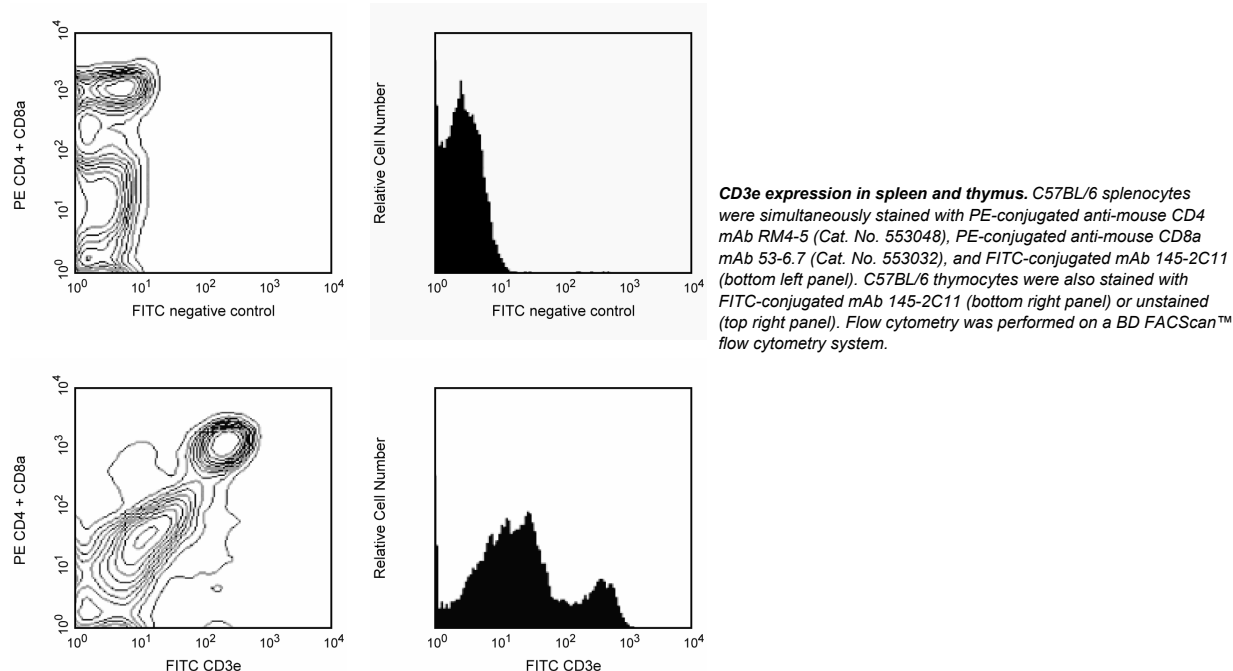 10⁴
10³
10²
10¹
10⁰
PE CD4 + CD8a
10⁰ 10¹ 10² 10³ 10⁴
FITC negative control
Relative Cell Number
10⁰ 10¹ 10² 10³ 10⁴
FITC negative control
CD3e expression in spleen and thymus. C57BL/6 splenocytes
were simultaneously stained with PE-conjugated anti-mouse CD4
mAb RM4-5 (Cat. No. 553048), PE-conjugated anti-mouse CD8a
mAb 53-6.7 (Cat. No. 553032), and FITC-conjugated mAb 145-2C11
(bottom left panel). C57BL/6 thymocytes were also stained with
FITC-conjugated mAb 145-2C11 (bottom right panel) or unstained
(top right panel). Flow cytometry was performed on a BD FACScan™
flow cytometry system.
10⁴
10³
10²
10¹
10⁰
PE CD4 + CD8a
10⁰ 10¹ 10² 10³ 10⁴
FITC CD3e
Relative Cell Number
10⁰ 10¹ 10² 10³ 10⁴
FITC CD3e